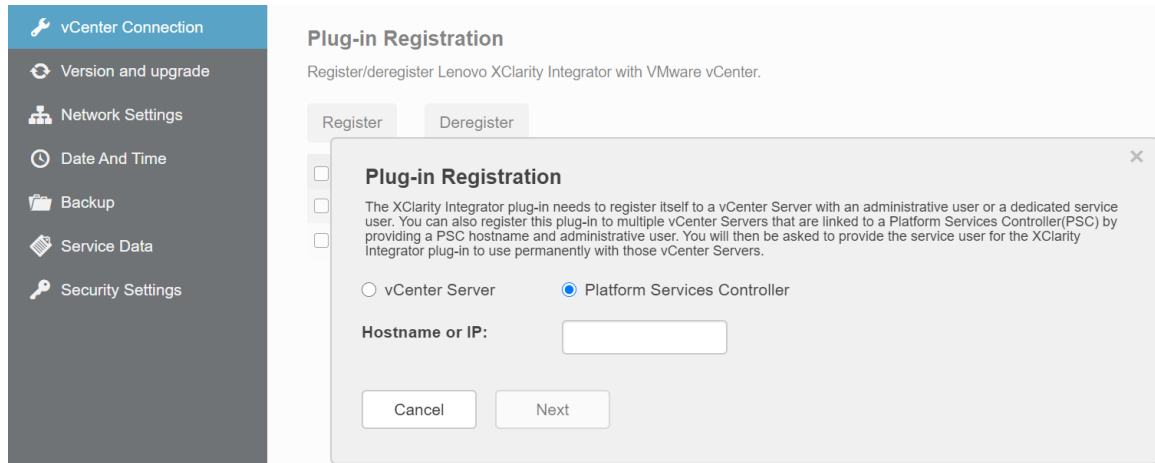 vCenter Connection
Version and upgrade
Network Settings
Date And Time
Backup
Service Data
Security Settings
Plug-in Registration
Register/deregister Lenovo XClarity Integrator with VMware vCenter.
Register Deregister
Plug-in Registration
The XClarity Integrator plug-in needs to register itself to a vCenter Server with an administrative user or a dedicated service
user. You can also register this plug-in to multiple vCenter Servers that are linked to a Platform Services Controller(PSC) by
providing a PSC hostname and administrative user. You will then be asked to provide the service user for the XClarity
Integrator plug-in to use permanently with those vCenter Servers.
vCenter Server Platform Services Controller
Hostname or IP:
Cancel Next